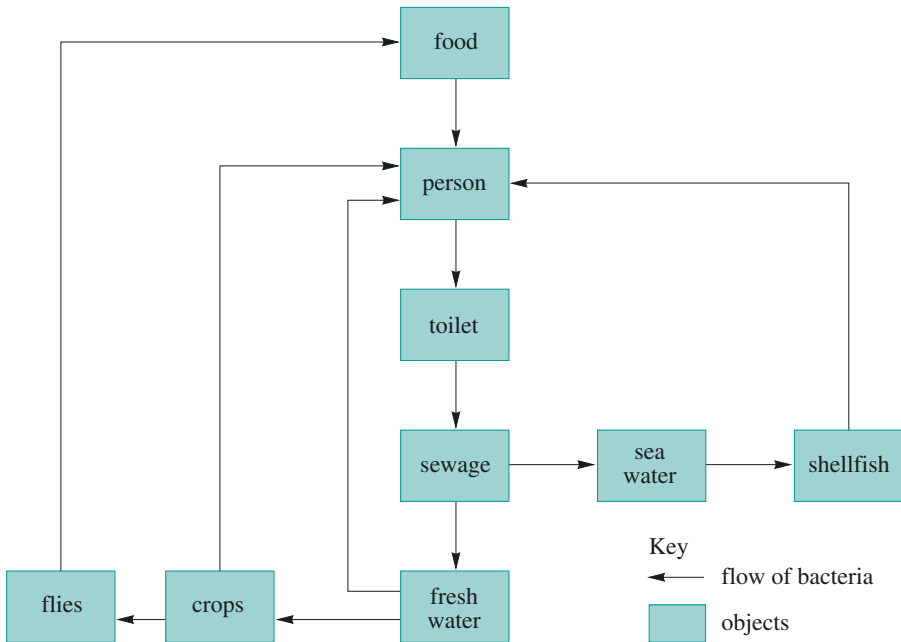 food
person
toilet
sewage
sea
water
shellfish
flies
crops
fresh
water
Key
flow of bacteria
objects